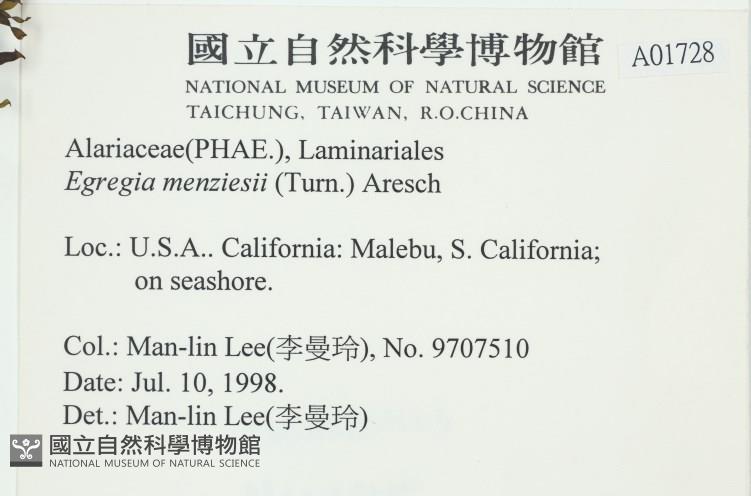 國立自然科學博物館
A01728
NATIONAL MUSEUM OF NATURAL SCIENCE
TAICHUNG, TAIWAN, R.O.CHINA
Alariaceae(PHAE.), Laminariales
Egregia menziesii (Turn.) Aresch
Loc.: U.S.A.. California: Malebu, S. California;
on seashore.
Col.: Man-lin Lee(李曼玲), No. 9707510
Date: Jul. 10, 1998.
Det.: Man-lin Lee(李曼玲)
國立自然科學博物館
NATIONAL MUSEUM OF NATURAL SCIENCE